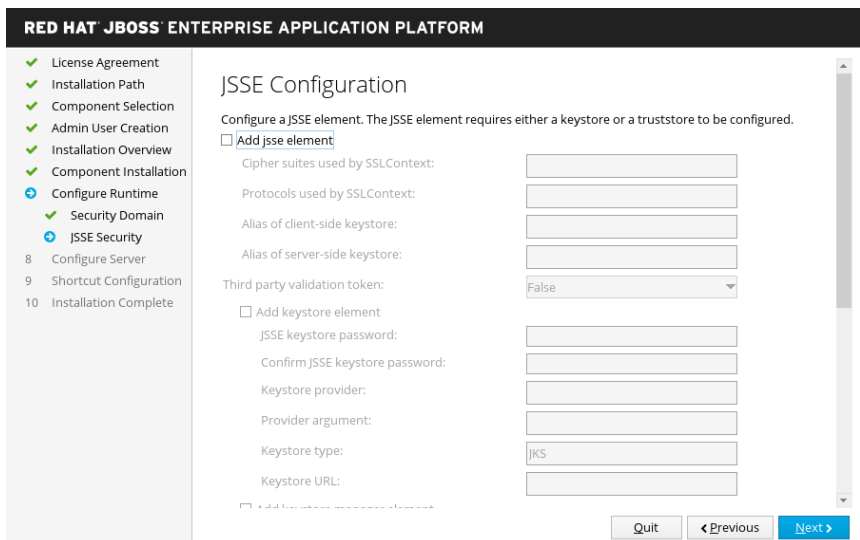 RED HAT JBOSS ENTERPRISE APPLICATION PLATFORM
License Agreement
Installation Path
Component Selection
Admin User Creation
Installation Overview
Component Installation
Configure Runtime
Security Domain
JSSE Security
8 Configure Server
9 Shortcut Configuration
10 Installation Complete
JSSE Configuration
Configure a JSSE element. The JSSE element requires either a keystore or a truststore to be configured.
Add jsse element
Cipher suites used by SSLContext:
Protocols used by SSLContext:
Alias of client-side keystore:
Alias of server-side keystore:
Third party validation token: False
Add keystore element
JSSE keystore password:
Confirm JSSE keystore password:
Keystore provider:
Provider argument:
Keystore type: JKS
Keystore URL:
Add keystore manager element
Quit Previous Next